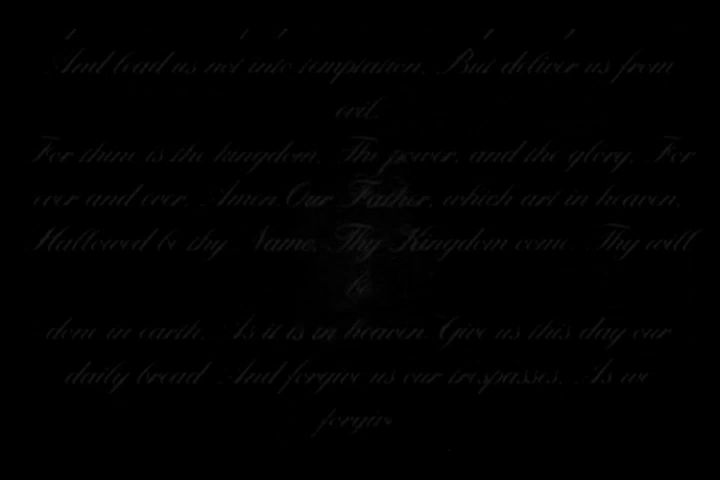 And lead us not into temptation. But deliver us from
evil.
For thine is the kingdom. The power, and the glory. For
ever and ever. Amen Our Father, which art in heaven,
Hallowed be thy Name. Thy Kingdom come. Thy will
be
done in earth. As it is in heaven. Give us this day our
daily bread. And forgive us our trespasses. As we
forgive